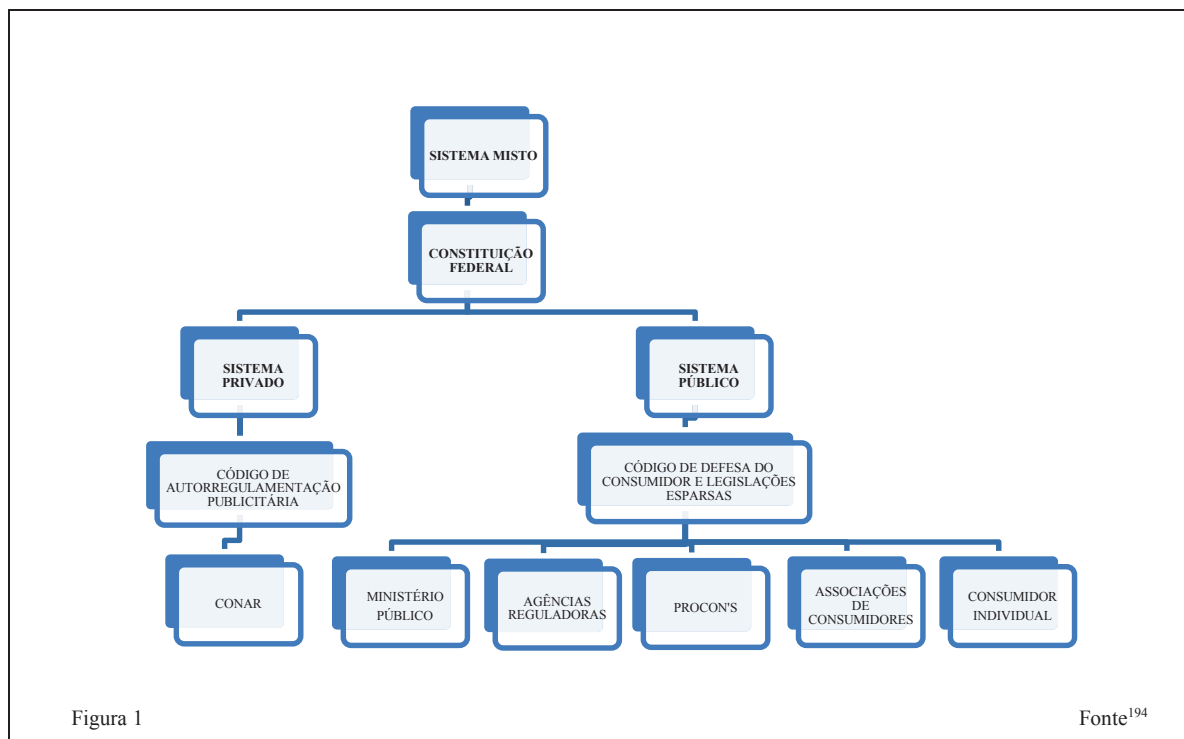 SISTEMA MISTO
CONSTITUIÇÃO
FEDERAL
SISTEMA
PRIVADO
SISTEMA
PÚBLICO
CÓDIGO DE
AUTORREGULAMENTAÇÃO
PUBLICITÁRIA
CÓDIGO DE DEFESA DO
CONSUMIDOR E LEGISLAÇÕES
ESPARSAS
CONAR
MINISTÉRIO
PÚBLICO
AGÊNCIAS
REGULADORAS
PROCON'S
ASSOCIAÇÕES
DE
CONSUMIDORES
CONSUMIDOR
INDIVIDUAL
Figura 1
Fonte194